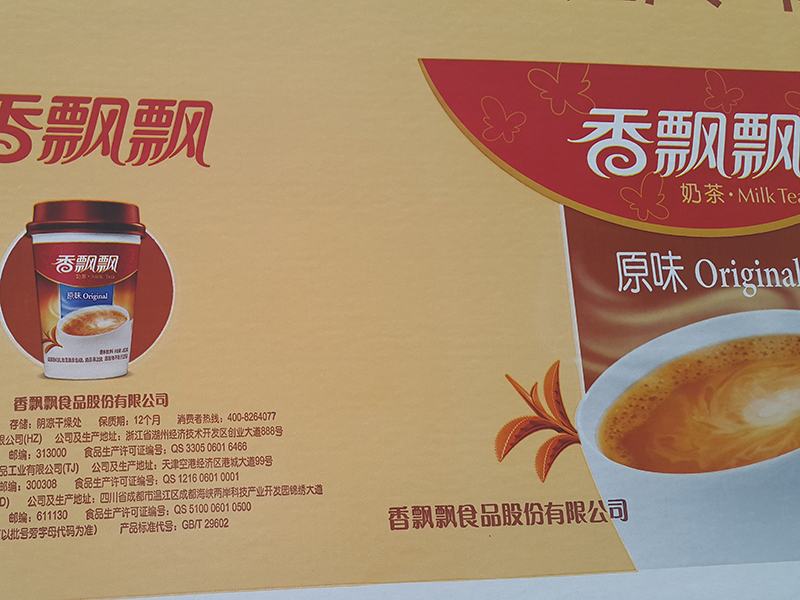 香飘飘
香飘飘
奶茶·Milk Tea
原味 Original
香飘飘
奶茶·Milk Tea
原味 Original
香飘飘食品股份有限公司
存储：阴凉干燥处 保质期：12个月 消费者热线：400-8264077
限公司(HZ) 公司及生产地址：浙江省湖州经济技术开发区创业大道888号
邮编：313000 食品生产许可证编号：QS 3305 0601 6466
品工业有限公司(TJ) 公司及生产地址：天津空港经济区港城大道99号
编：300308 食品生产许可证编号：QS 1216 0601 0001
D) 公司及生产地址：四川省成都市温江区成都海峡两岸科技产业开发园锦绣大道
邮编：611130 食品生产许可证编号：QS 5100 0601 0500
可以批号旁字母代码为准) 产品标准代号：GB/T 29602
香飘飘食品股份有限公司